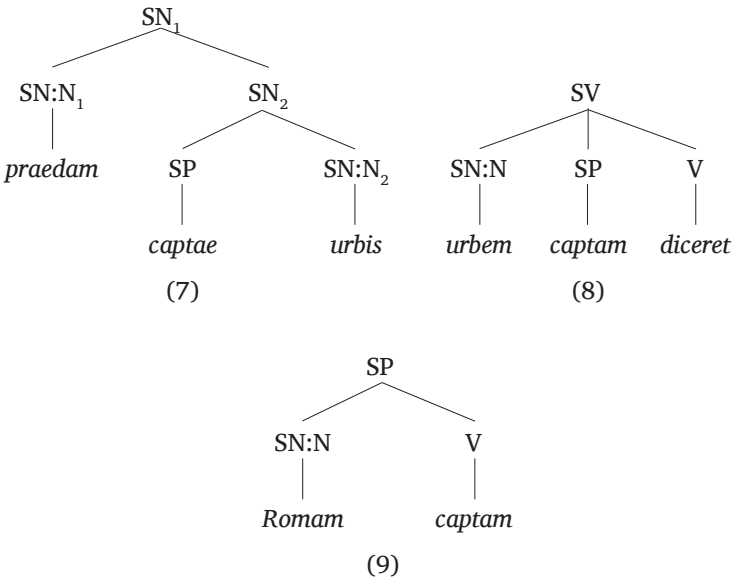 SN₁
SN:N₁ SN₂ SV
praedam SP SN:N₂ SN:N SP V
captae urbis urbem captam diceret
(7) (8)
SP
SN:N V
Romam captam
(9)